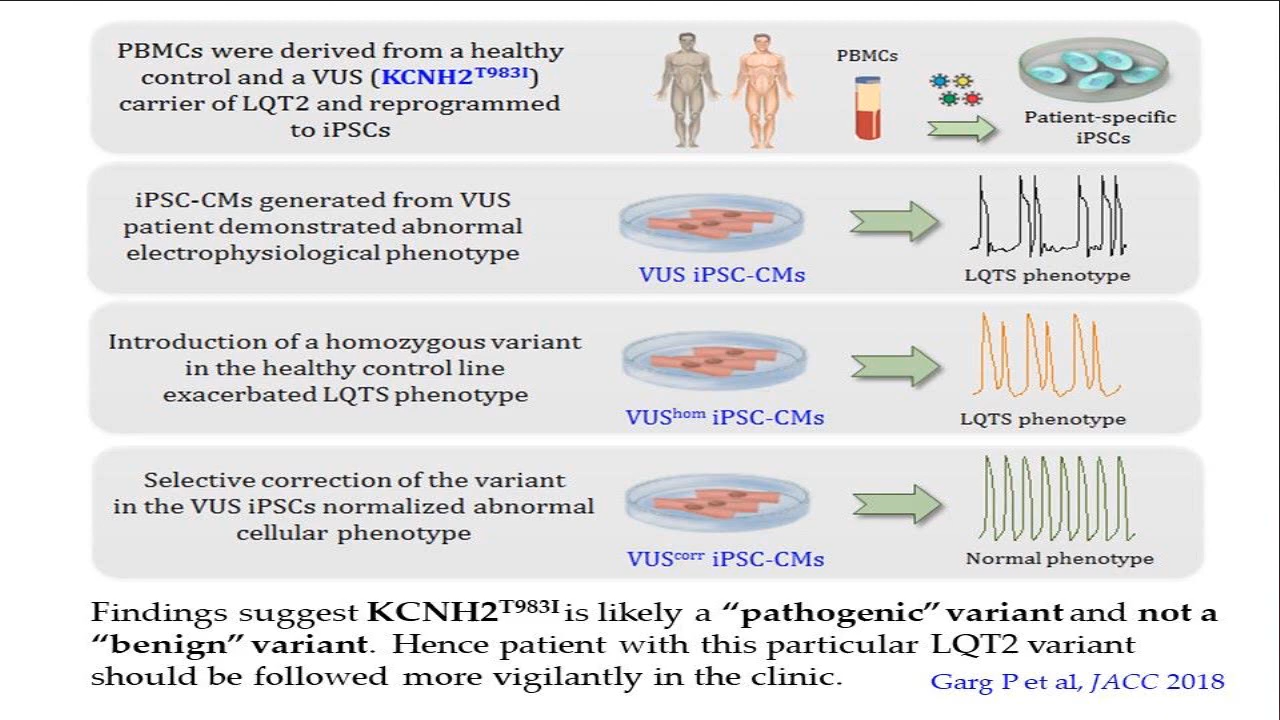 PBMCs were derived from a healthy
control and a VUS (KCNH2T983I)
carrier of LQT2 and reprogrammed
to iPSCs
PBMCs
Patient-specific
iPSCs
iPSC-CMs generated from VUS
patient demonstrated abnormal
electrophysiological phenotype
VUS iPSC-CMs
LQTS phenotype
Introduction of a homozygous variant
in the healthy control line
exacerbated LQTS phenotype
VUShom iPSC-CMs
LQTS phenotype
Selective correction of the variant
in the VUS iPSCs normalized abnormal
cellular phenotype
VUScorr iPSC-CMs
Normal phenotype
Findings suggest KCNH2T983I is likely a “pathogenic” variant and not a
“benign” variant. Hence patient with this particular LQT2 variant
should be followed more vigilantly in the clinic.
Garg P et al, JACC 2018